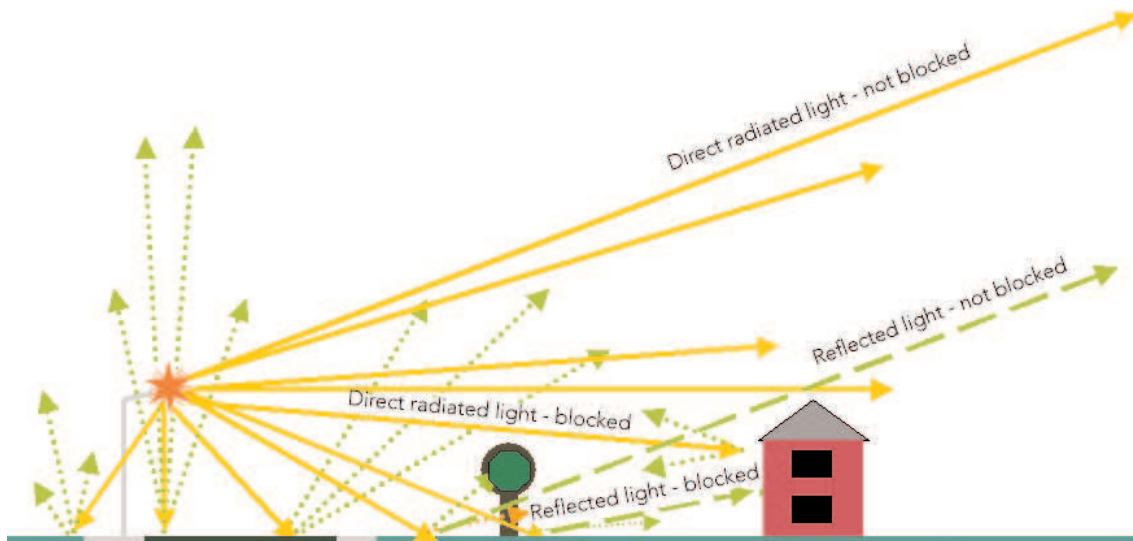 Direct radiated light - not blocked
Reflected light - not blocked
Direct radiated light - blocked
Reflected light - blocked